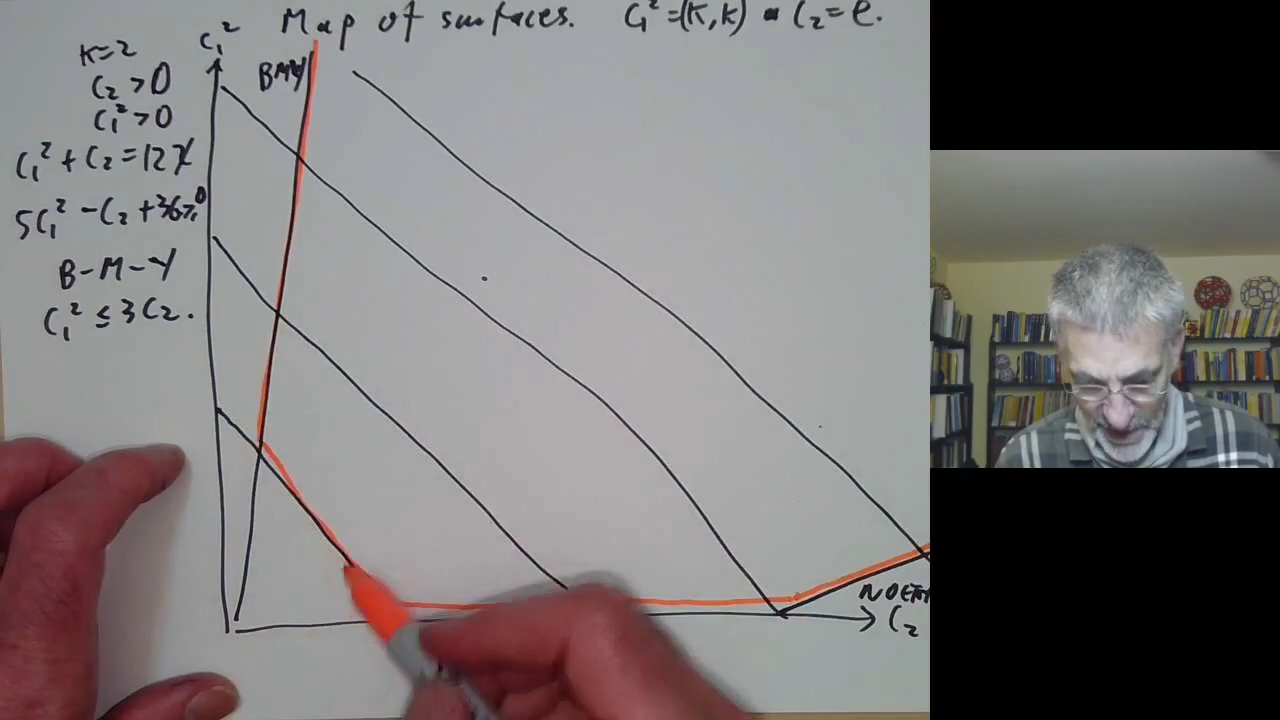 Map of surfaces. C₁²=(K,K) C₂=e.
K=2
C₂>0
C₁²>0
C₁²+C₂=12χ
5C₁²-C₂+36≥0
B-M-Y
C₁²≤3C₂.
C₁²
BMY
NOETH
C₂